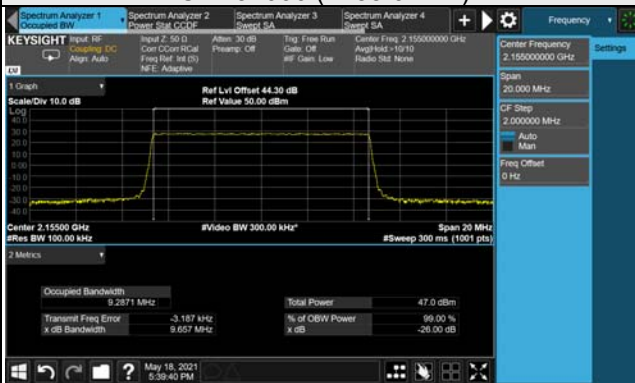 Spectrum Analyzer 1 Occupied BW
Spectrum Analyzer 2 Power Stat CCDF
Spectrum Analyzer 3 Swept SA
Spectrum Analyzer 4 Swept SA
Frequency
KEYSIGHT Input: RF
Coupling: DC
Align: Auto
Input Z: 50 Ω
Corr CCorr RCal
Freq Ref: Int (S)
NFE: Adaptive
Atten: 30 dB
Preamp: Off
Trig: Free Run
Gate: Off
#IF Gain: Low
Center Freq: 2.155000000 GHz
Avg|Hold:>10/10
Radio Std: None
Center Frequency
2.155000000 GHz
Settings
Span
20.000 MHz
CF Step
2.000000 MHz
Auto
Man
Freq Offset
0 Hz
1 Graph
Scale/Div 10.0 dB
Ref Lvl Offset 44.30 dB
Ref Value 50.00 dBm
Log
40.0
30.0
20.0
10.0
0.00
-10.0
-20.0
-30.0
-40.0
Center 2.15500 GHz
#Res BW 100.00 kHz
#Video BW 300.00 kHz*
Span 20 MHz
#Sweep 300 ms (1001 pts)
2 Metrics
Occupied Bandwidth
9.2871 MHz
Total Power 47.0 dBm
Transmit Freq Error -3.187 kHz
% of OBW Power 99.00 %
x dB Bandwidth 9.657 MHz
x dB -26.00 dB
May 18, 2021
5:39:40 PM